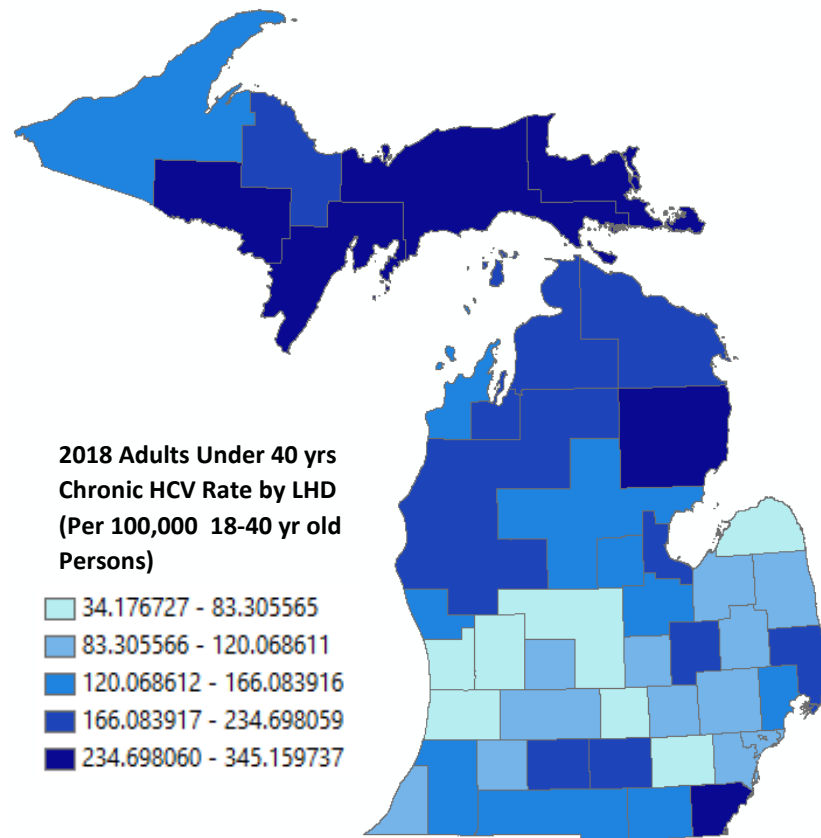 2018 Adults Under 40 yrs
Chronic HCV Rate by LHD
(Per 100,000  18-40 yr old
Persons)
34.176727 - 83.305565
83.305566 - 120.068611
120.068612 - 166.083916
166.083917 - 234.698059
234.698060 - 345.159737